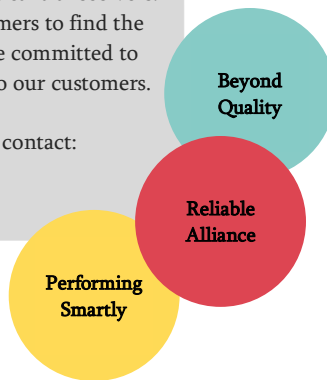 mers to find the
e committed to
o our customers.
contact:
Beyond
Quality
Reliable
Alliance
Performing
Smartly